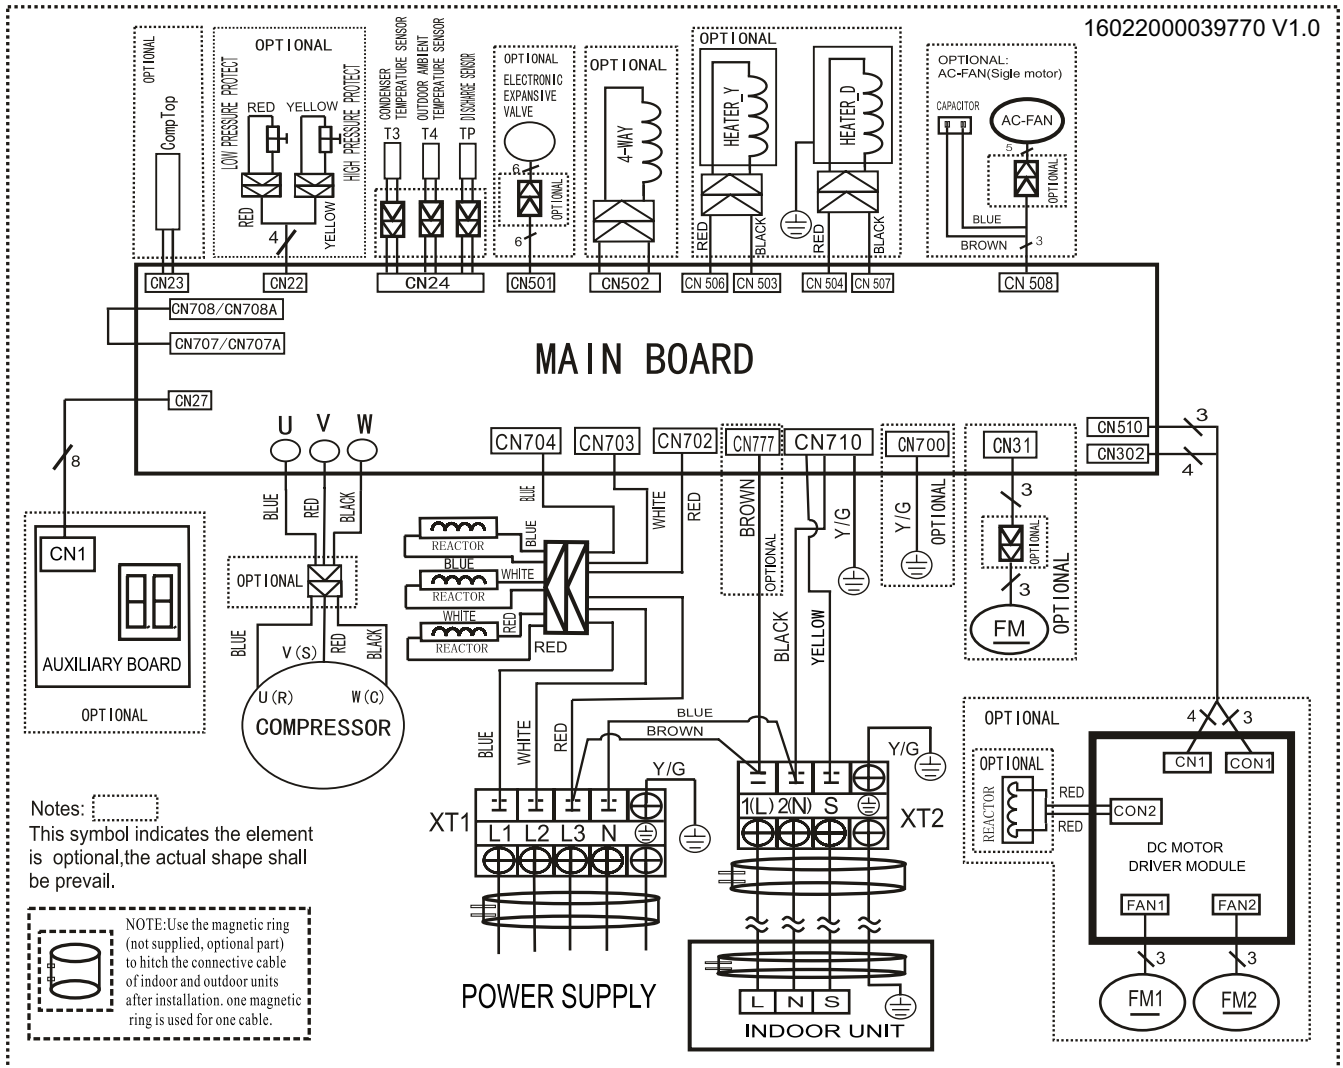 16022000039770 V1.0
OPTIONAL
CompTop
OPTIONAL
LOW PRESSURE PROTECT
RED
YELLOW
HIGH PRESSURE PROTECT
RED
YELLOW
4
CONDENSER
TEMPERATURE SENSOR
OUTDOOR AMBIENT
TEMPERATURE SENSOR
DISCHARGE SENSOR
T3
T4
TP
OPTIONAL
ELECTRONIC
EXPANSIVE
VALVE
6
OPTIONAL
6
OPTIONAL
4-WAY
OPTIONAL
HEATER_Y
HEATER_D
RED
BLACK
RED
BLACK
OPTIONAL:
AC-FAN(Sigle motor)
CAPACITOR
AC-FAN
5
OPTIONAL
BLUE
BROWN
3
CN23
CN22
CN24
CN501
CN502
CN 506
CN 503
CN 504
CN 507
CN 508
CN708/CN708A
CN707/CN707A
MAIN BOARD
CN27
8
U
V
W
CN704
CN703
CN702
CN777
CN710
CN700
CN31
CN510
CN302
3
4
BLUE
RED
BLACK
BLUE
WHITE
RED
BROWN
OPTIONAL
Y/G
Y/G
OPTIONAL
3
OPTIONAL
3
FM
OPTIONAL
CN1
AUXILIARY BOARD
OPTIONAL
OPTIONAL
BLUE
RED
BLACK
V(S)
U(R)
W(C)
COMPRESSOR
REACTOR
BLUE
BLUE
REACTOR
WHITE
WHITE
REACTOR
RED
RED
BLACK
YELLOW
BLUE
WHITE
RED
BLUE
BROWN
Y/G
Y/G
XT1
L1
L2
L3
N
1(L)
2(N)
S
XT2
POWER SUPPLY
L
N
S
INDOOR UNIT
OPTIONAL
4
3
CN1
CON1
OPTIONAL
REACTOR
RED
RED
CON2
DC MOTOR
DRIVER MODULE
FAN1
FAN2
3
3
FM1
FM2
Notes:
This symbol indicates the element
is optional,the actual shape shall
be prevail.
NOTE:Use the magnetic ring
(not supplied, optional part)
to hitch the connective cable
of indoor and outdoor units
after installation. one magnetic
ring is used for one cable.